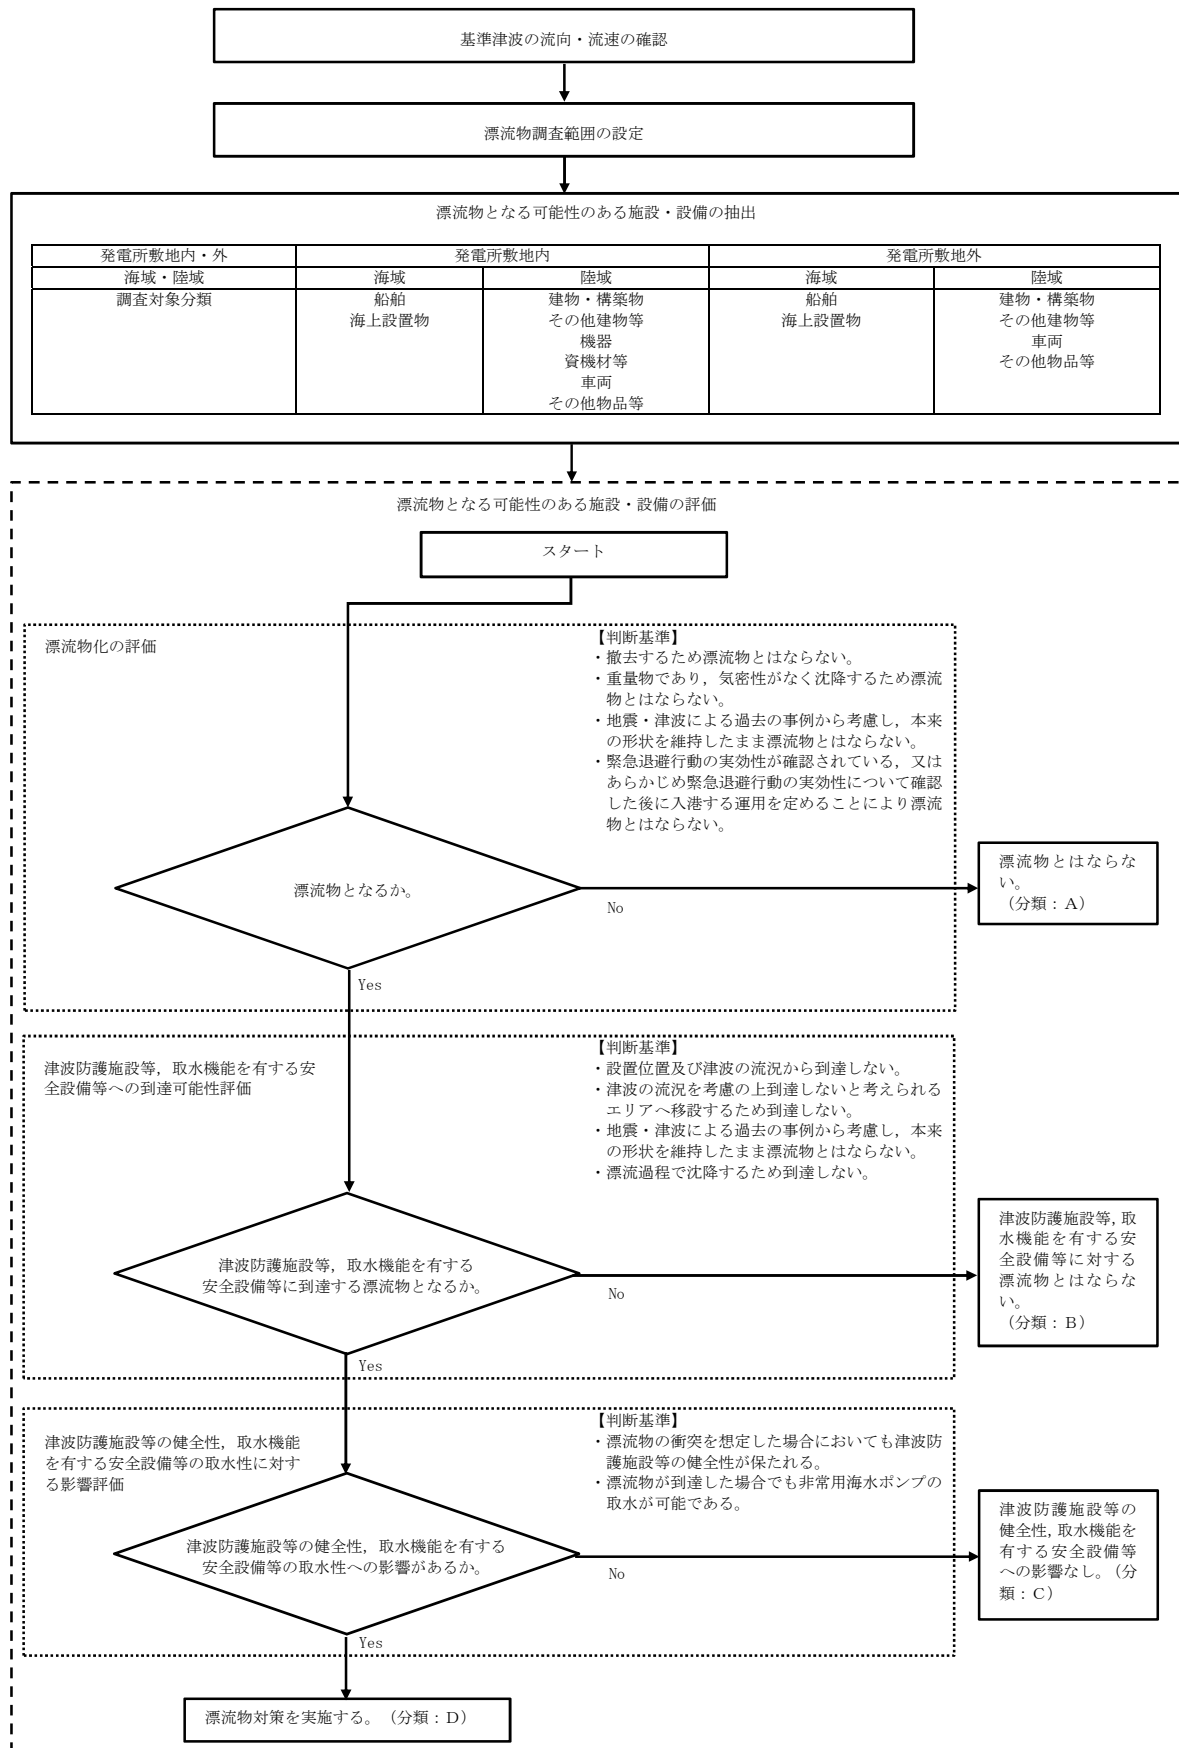 基準津波の流向・流速の確認
漂流物調査範囲の設定
漂流物となる可能性のある施設・設備の抽出
発電所敷地内・外 発電所敷地内 発電所敷地外
海域・陸域 海域 陸域 海域 陸域
調査対象分類 船舶 建物・構築物 船舶 建物・構築物
海上設置物 その他建物等 海上設置物 その他建物等
機器 車両
資機材等 その他物品等
車両
その他物品等
漂流物となる可能性のある施設・設備の評価
スタート
漂流物化の評価
【判断基準】
・撤去するため漂流物とはならない。
・重量物であり，気密性がなく沈降するため漂流
物とはならない。
・地震・津波による過去の事例から考慮し，本来
の形状を維持したまま漂流物とはならない。
・緊急退避行動の実効性が確認されている，又は
あらかじめ緊急退避行動の実効性について確認
した後に入港する運用を定めることにより漂流
物とはならない。
漂流物となるか。
No
漂流物とはならな
い。
（分類：Ａ）
Yes
津波防護施設等，取水機能を有する安
全設備等への到達可能性評価
【判断基準】
・設置位置及び津波の流況から到達しない。
・津波の流況を考慮の上到達しないと考えられる
エリアへ移設するため到達しない。
・地震・津波による過去の事例から考慮し，本来
の形状を維持したまま漂流物とはならない。
・漂流過程で沈降するため到達しない。
津波防護施設等，取水機能を有する
安全設備等に到達する漂流物となるか。
No
津波防護施設等，取
水機能を有する安
全設備等に対する
漂流物とはならな
い。
（分類：Ｂ）
Yes
津波防護施設等の健全性，取水機能
を有する安全設備等の取水性に対す
る影響評価
【判断基準】
・漂流物の衝突を想定した場合においても津波防
護施設等の健全性が保たれる。
・漂流物が到達した場合でも非常用海水ポンプの
取水が可能である。
津波防護施設等の健全性，取水機能を有する
安全設備等の取水性への影響があるか。
No
津波防護施設等の
健全性，取水機能を
有する安全設備等
への影響なし。（分
類：Ｃ）
Yes
漂流物対策を実施する。（分類：Ｄ）